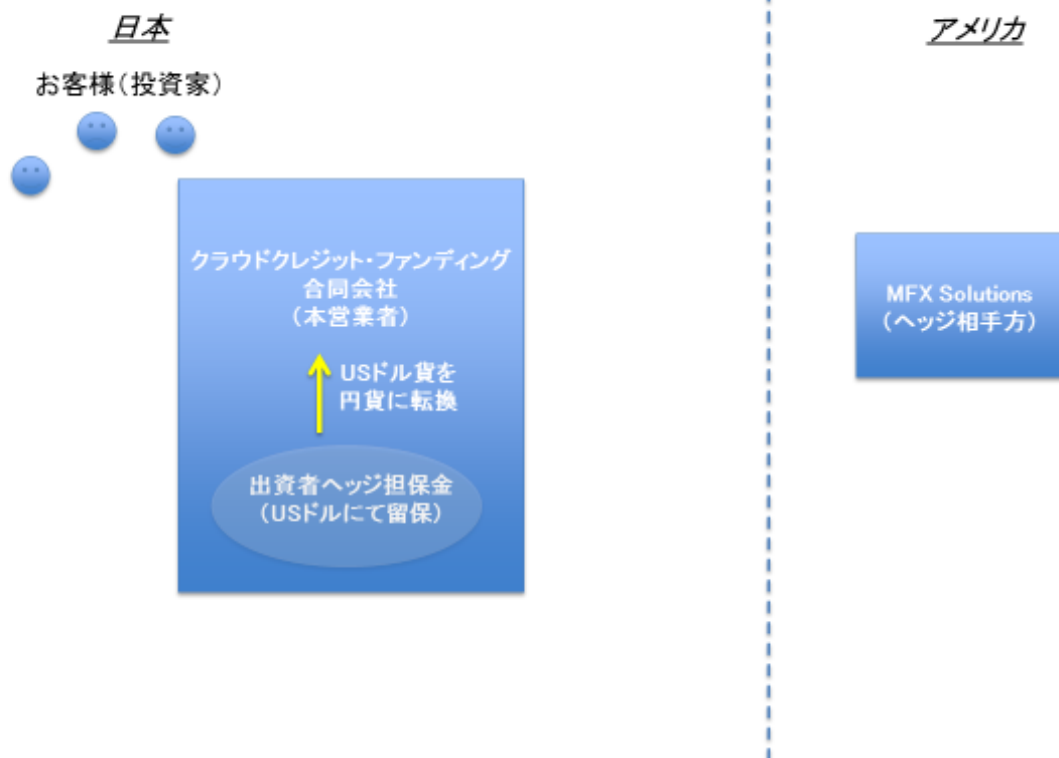 日本
アメリカ
お客様（投資家）
クラウドクレジット・ファンディング
合同会社
（本営業者）
USドル貨を
円貨に転換
出資者ヘッジ担保金
（USドルにて留保）
MFX Solutions
（ヘッジ相手方）